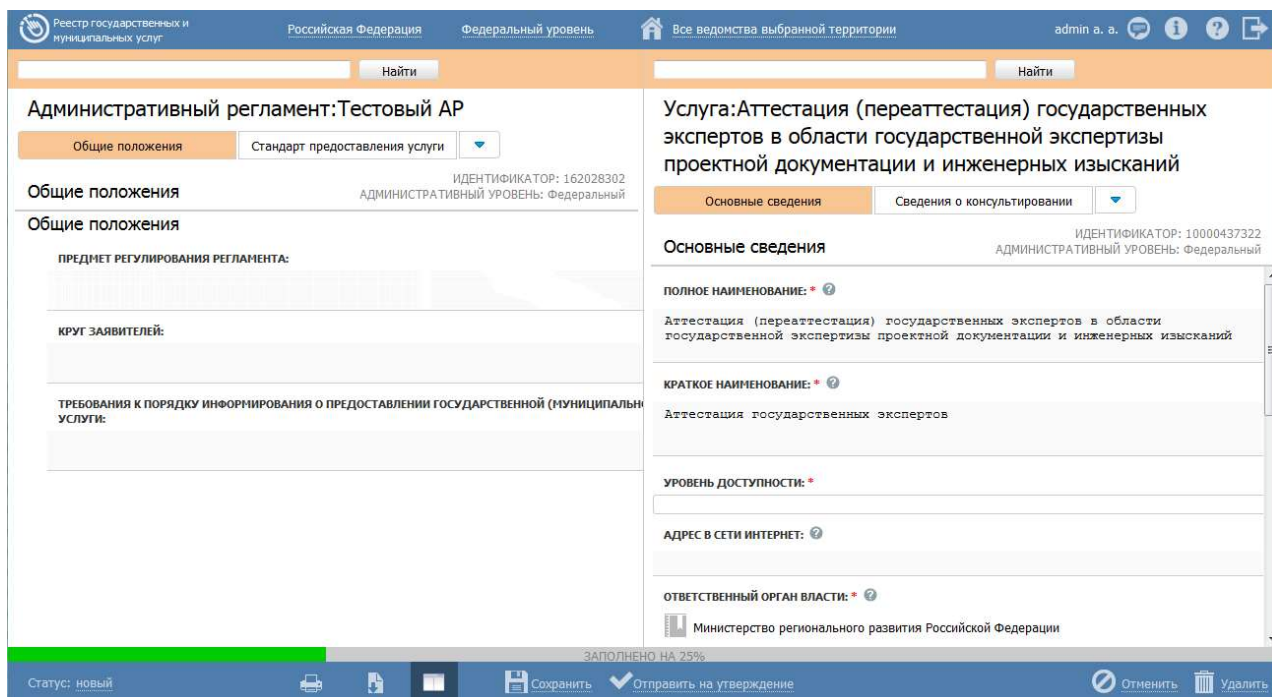 Реестр государственных и
муниципальных услуг
Российская Федерация
Федеральный уровень
Все ведомства выбранной территории
admin a. a.
Найти
Найти
Административный регламент:Тестовый АР
Общие положения
Стандарт предоставления услуги
ИДЕНТИФИКАТОР: 162028302
АДМИНИСТРАТИВНЫЙ УРОВЕНЬ: Федеральный
Общие положения
Общие положения
ПРЕДМЕТ РЕГУЛИРОВАНИЯ РЕГЛАМЕНТА:
КРУГ ЗАЯВИТЕЛЕЙ:
ТРЕБОВАНИЯ К ПОРЯДКУ ИНФОРМИРОВАНИЯ О ПРЕДОСТАВЛЕНИИ ГОСУДАРСТВЕННОЙ (МУНИЦИПАЛЬНО
УСЛУГИ:
Услуга:Аттестация (переаттестация) государственных
экспертов в области государственной экспертизы
проектной документации и инженерных изысканий
Основные сведения
Сведения о консультировании
ИДЕНТИФИКАТОР: 10000437322
АДМИНИСТРАТИВНЫЙ УРОВЕНЬ: Федеральный
Основные сведения
ПОЛНОЕ НАИМЕНОВАНИЕ: * ?
Аттестация (переаттестация) государственных экспертов в области
государственной экспертизы проектной документации и инженерных изысканий
КРАТКОЕ НАИМЕНОВАНИЕ: * ?
Аттестация государственных экспертов
УРОВЕНЬ ДОСТУПНОСТИ: *
АДРЕС В СЕТИ ИНТЕРНЕТ: ?
ОТВЕТСТВЕННЫЙ ОРГАН ВЛАСТИ: * ?
Министерство регионального развития Российской Федерации
ЗАПОЛНЕНО НА 25%
Статус: новый
Сохранить
Отправить на утверждение
Отменить
Удалить